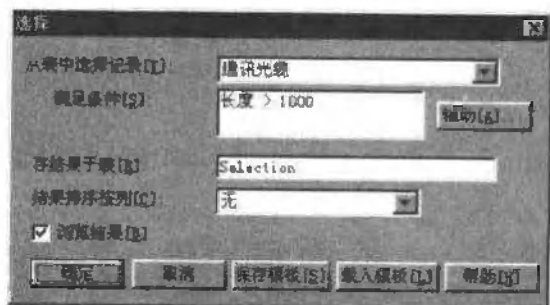 选择
从表中选择记录[T]:
通讯光缆
满足条件[S]:
长度 > 1000
辅助[A]...
存结果于表[R]
Selection
结果排序按列[C]:
无
浏览结果[B]
确定
取消
保存模板[S]
载入模板[L]
帮助[H]